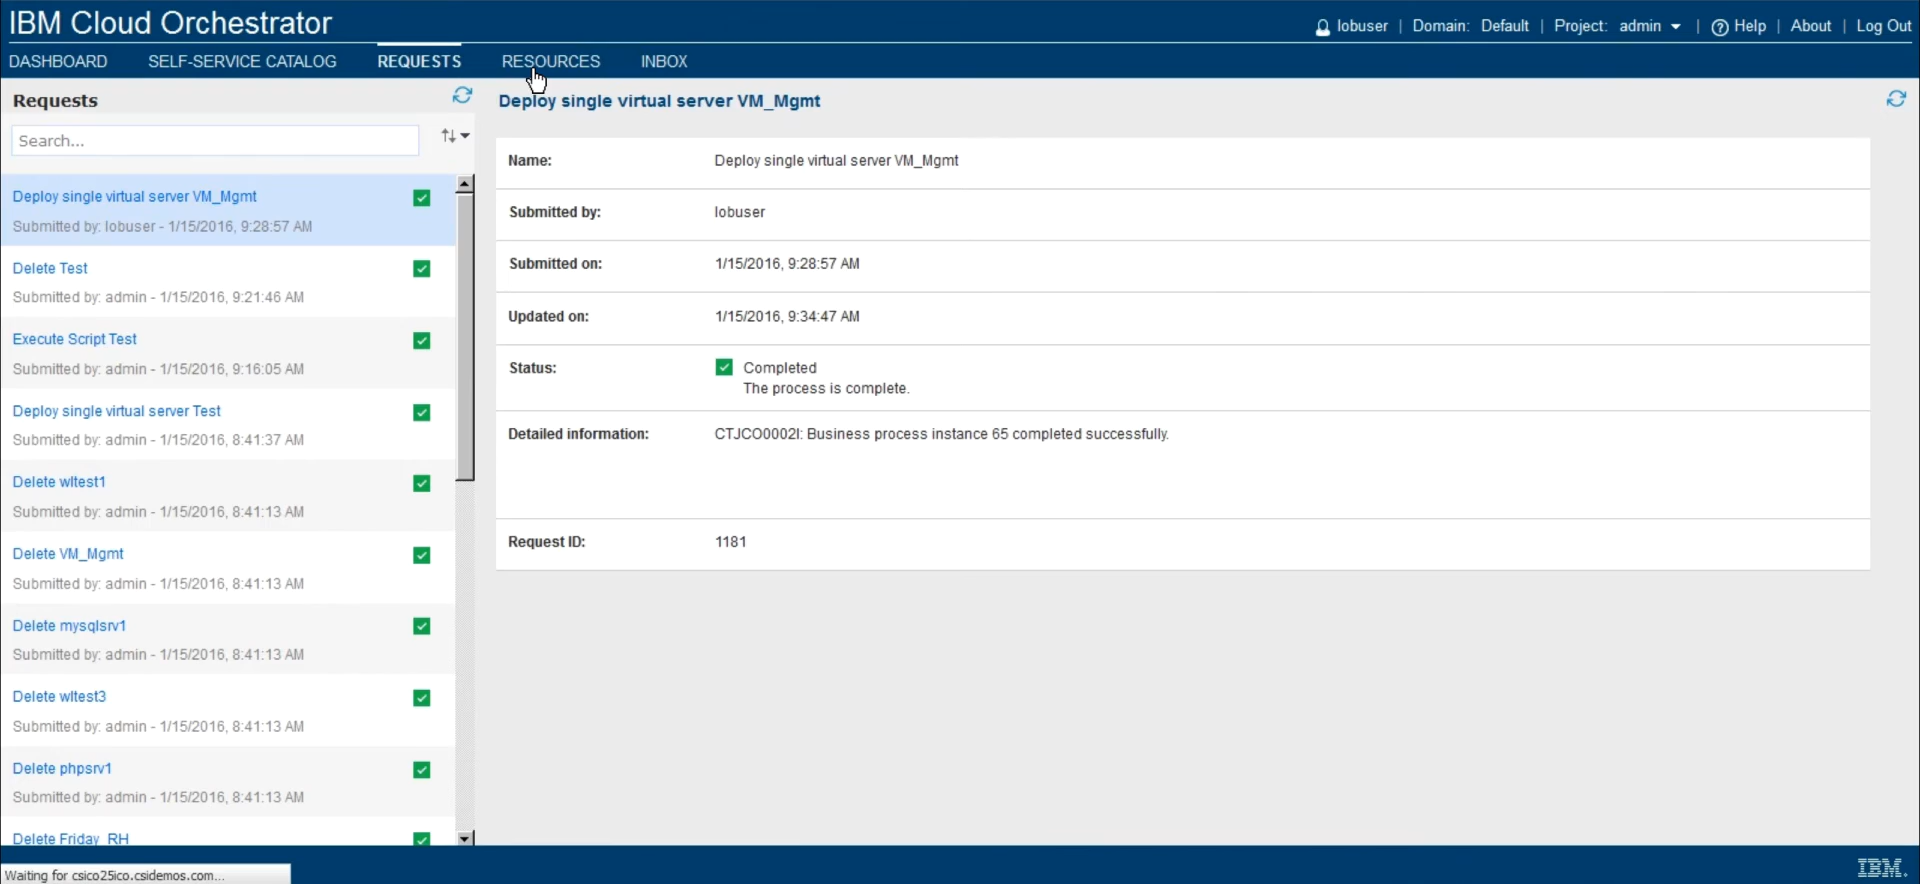 IBM Cloud Orchestrator
lobuser | Domain: Default | Project: admin | Help | About | Log Out
DASHBOARD SELF-SERVICE CATALOG REQUESTS RESOURCES INBOX
Requests
Search...
Deploy single virtual server VM_Mgmt
Submitted by: lobuser - 1/15/2016, 9:28:57 AM
Delete Test
Submitted by: admin - 1/15/2016, 9:21:46 AM
Execute Script Test
Submitted by: admin - 1/15/2016, 9:16:05 AM
Deploy single virtual server Test
Submitted by: admin - 1/15/2016, 8:41:37 AM
Delete wltest1
Submitted by: admin - 1/15/2016, 8:41:13 AM
Delete VM_Mgmt
Submitted by: admin - 1/15/2016, 8:41:13 AM
Delete mysqlsrv1
Submitted by: admin - 1/15/2016, 8:41:13 AM
Delete wltest3
Submitted by: admin - 1/15/2016, 8:41:13 AM
Delete phpsrv1
Submitted by: admin - 1/15/2016, 8:41:13 AM
Delete Friday_RH
Deploy single virtual server VM_Mgmt
Name: Deploy single virtual server VM_Mgmt
Submitted by: lobuser
Submitted on: 1/15/2016, 9:28:57 AM
Updated on: 1/15/2016, 9:34:47 AM
Status: Completed
The process is complete.
Detailed information: CTJCO0002I: Business process instance 65 completed successfully.
Request ID: 1181
Waiting for csico25ico.csidemos.com...
IBM.